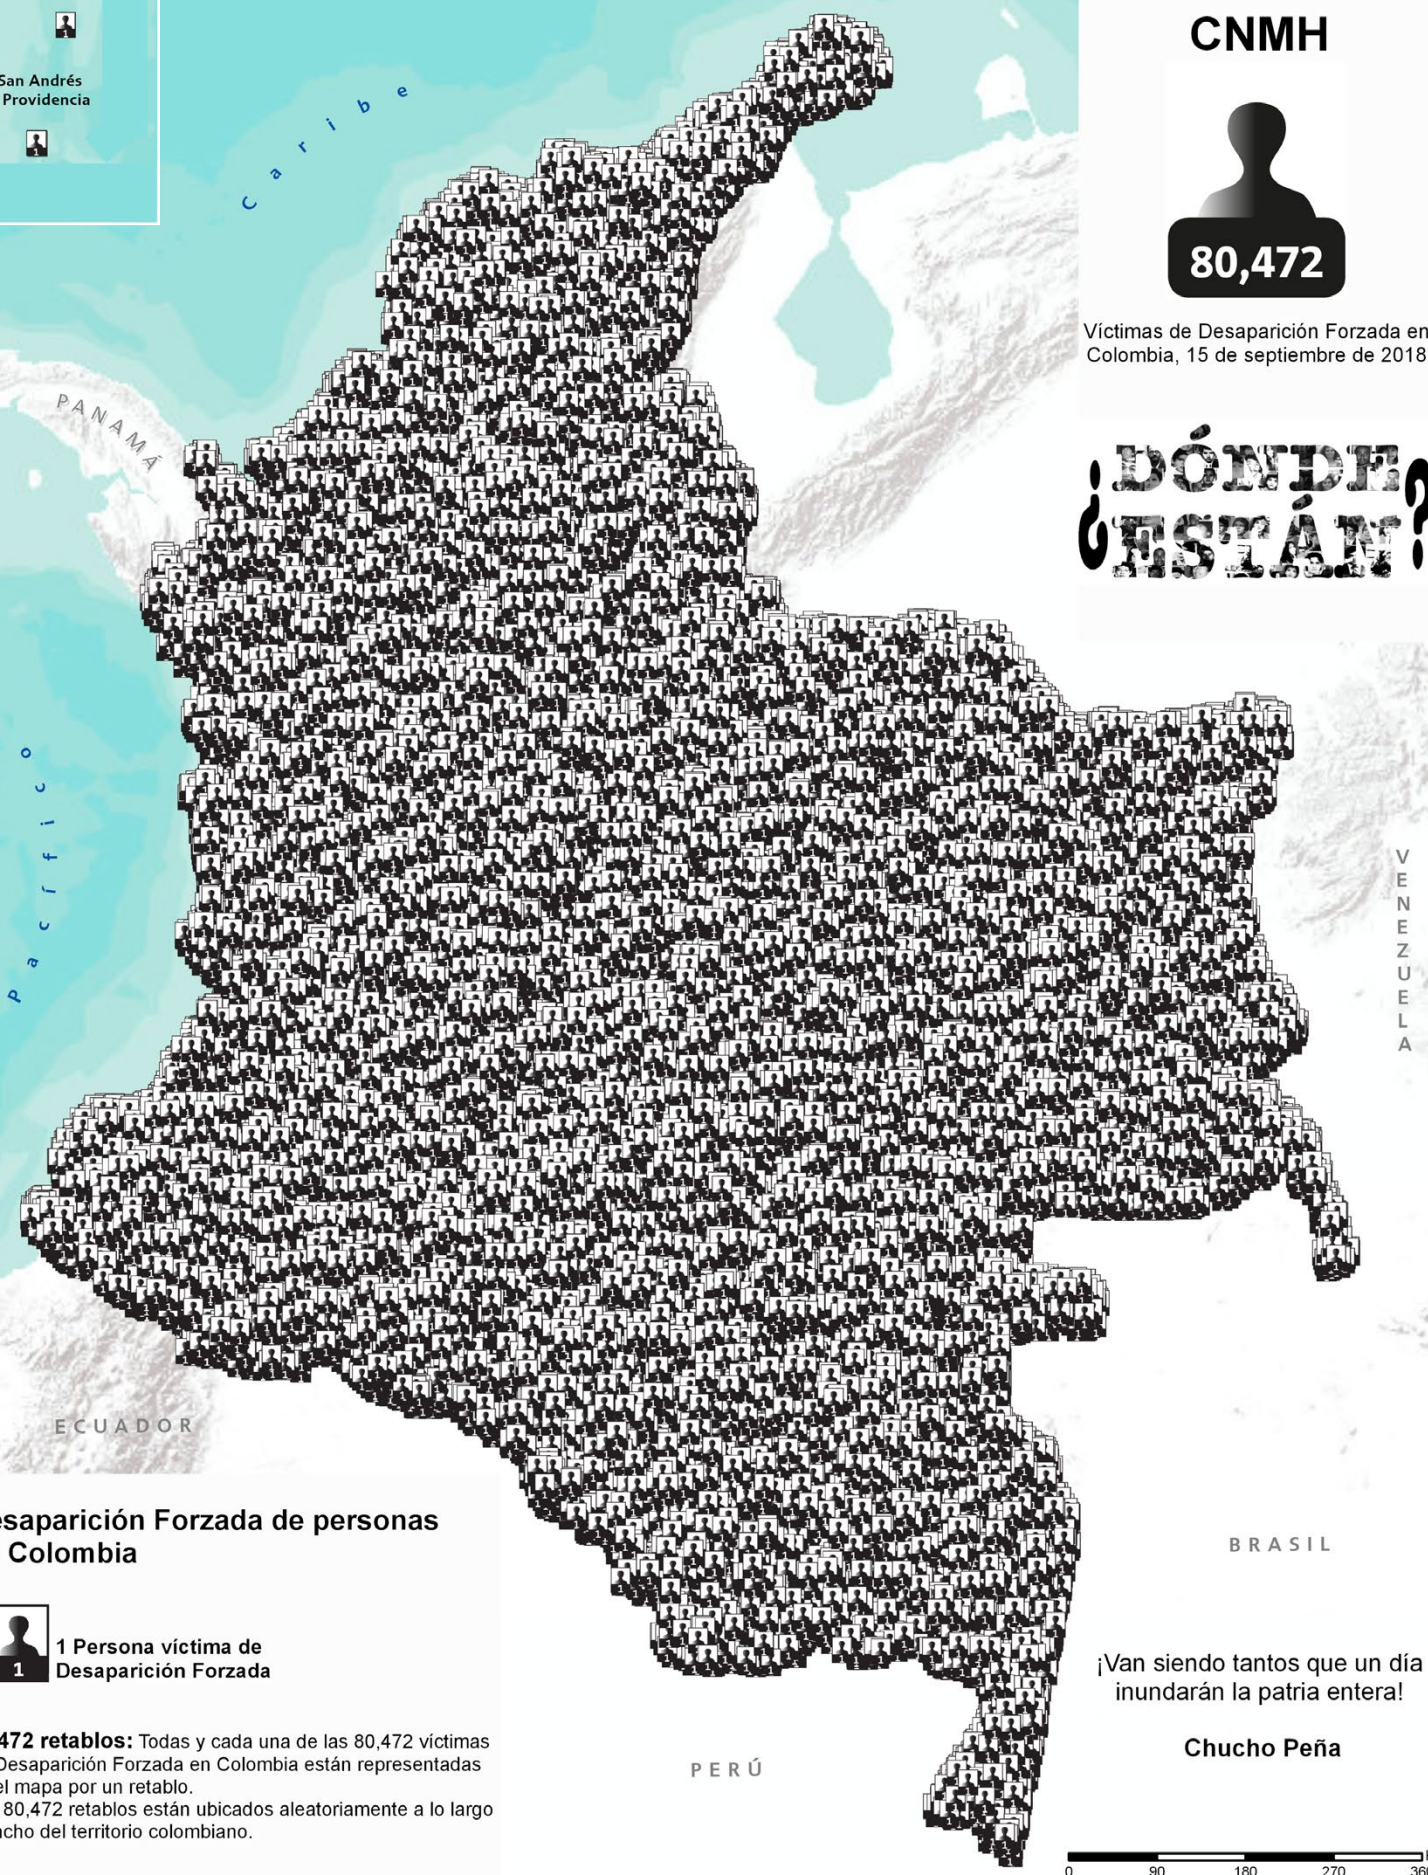 1
San Andrés
Providencia
1
Caribe
PANAMÁ
Pacífico
CNMH
80,472
Víctimas de Desaparición Forzada en
Colombia, 15 de septiembre de 2018
¿DÓNDE
ESTÁN?
VENEZUELA
ECUADOR
BRASIL
PERÚ
esaparición Forzada de personas
Colombia
1
1 Persona víctima de
Desaparición Forzada
472 retablos: Todas y cada una de las 80,472 víctimas
Desaparición Forzada en Colombia están representadas
el mapa por un retablo.
80,472 retablos están ubicados aleatoriamente a lo largo
ncho del territorio colombiano.
¡Van siendo tantos que un día
inundarán la patria entera!
Chucho Peña
0 90 180 270 360